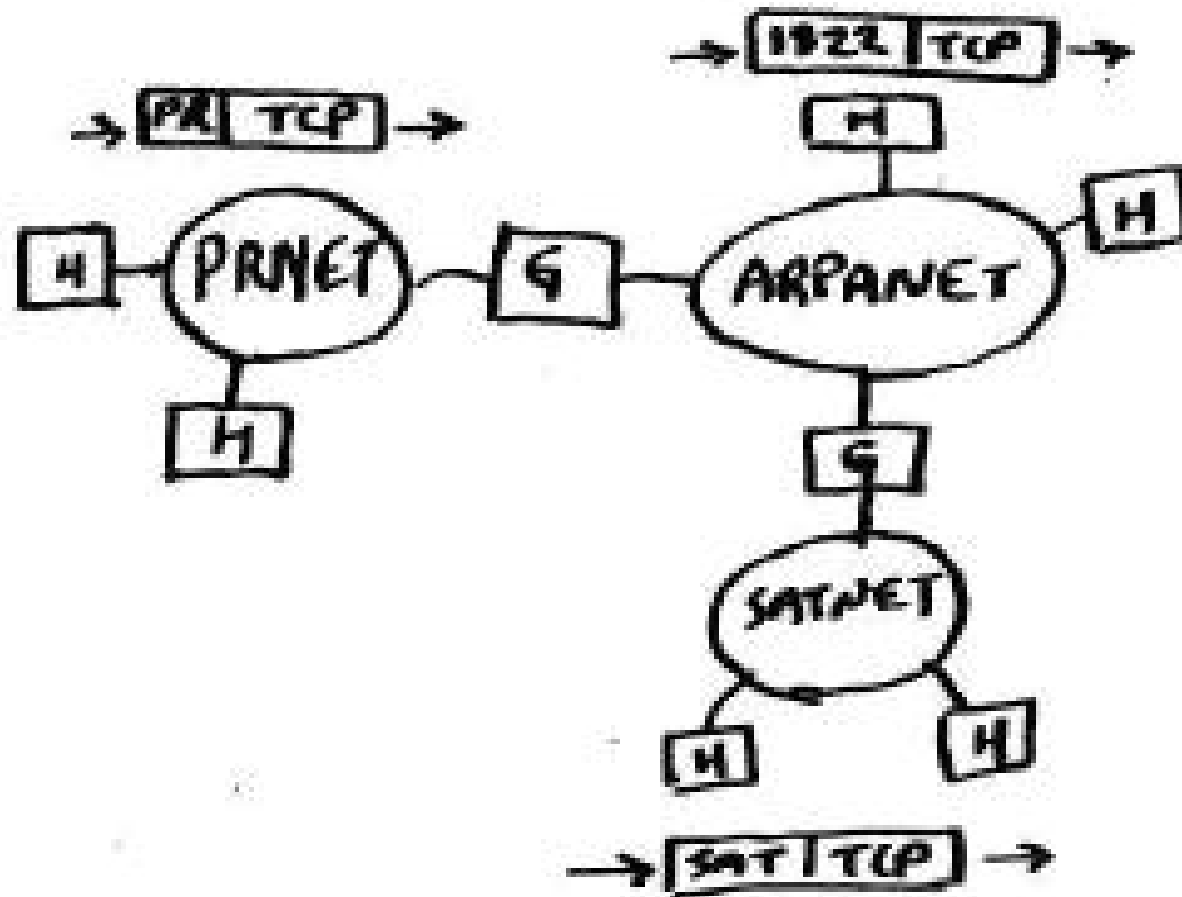 1822 TCP
PR TCP
H
H
H
PRNET
G
ARPANET
H
G
SATNET
H
H
SAT TCP